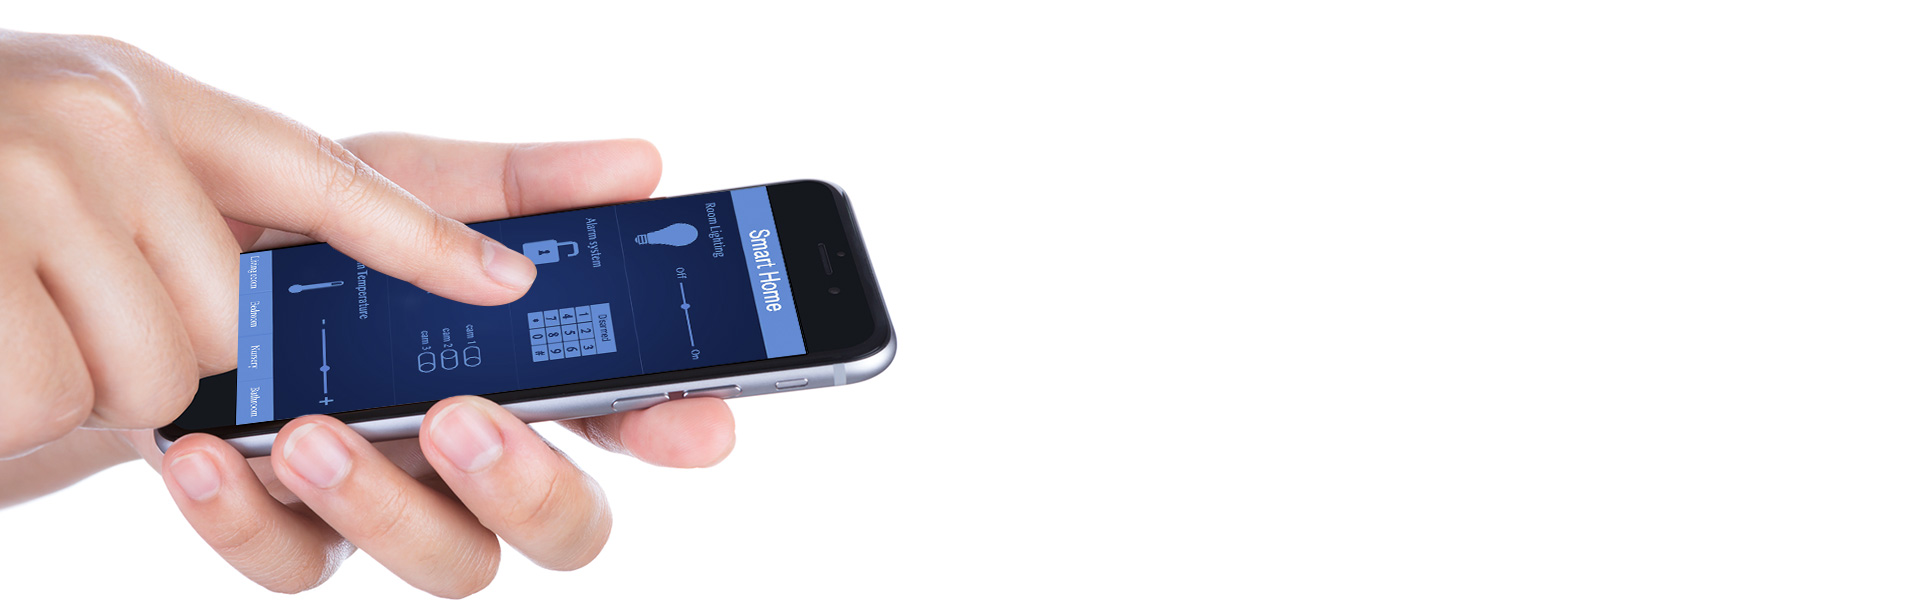 Smart Home
Room Lighting
Off
On
Alarm system
Disarmed
1 2 3
4 5 6
7 8 9
* 0 #
cam 1
cam 2
cam 3
Temperature
- +
Livingroom Bedroom Nursery Bathroom